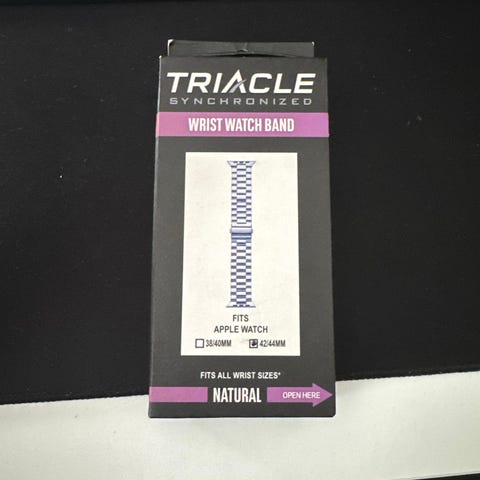 TRIACLE
SYNCHRONIZED
WRIST WATCH BAND
FITS
APPLE WATCH
38/40MM 42/44MM
FITS ALL WRIST SIZES*
NATURAL OPEN HERE